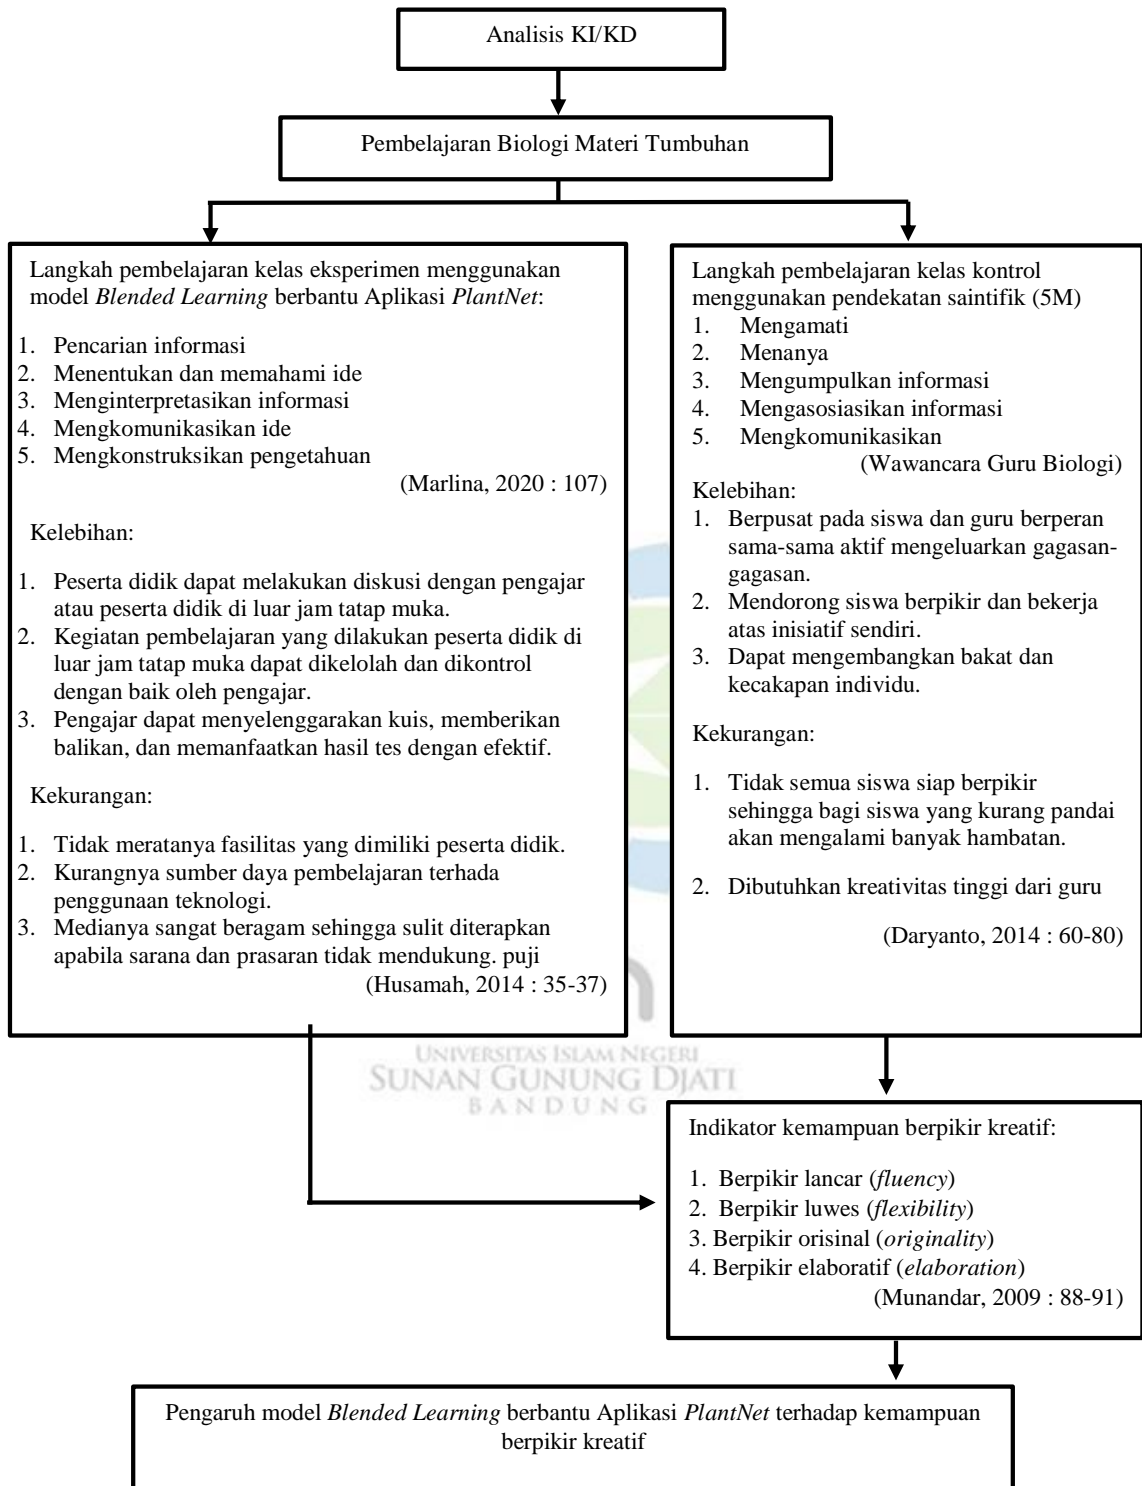 Analisis KI/KD
Pembelajaran Biologi Materi Tumbuhan
Langkah pembelajaran kelas eksperimen menggunakan
model Blended Learning berbantu Aplikasi PlantNet:
1. Pencarian informasi
2. Menentukan dan memahami ide
3. Menginterpretasikan informasi
4. Mengkomunikasikan ide
5. Mengkonstruksikan pengetahuan
(Marlina, 2020 : 107)
Kelebihan:
1. Peserta didik dapat melakukan diskusi dengan pengajar
atau peserta didik di luar jam tatap muka.
2. Kegiatan pembelajaran yang dilakukan peserta didik di
luar jam tatap muka dapat dikelolah dan dikontrol
dengan baik oleh pengajar.
3. Pengajar dapat menyelenggarakan kuis, memberikan
balikan, dan memanfaatkan hasil tes dengan efektif.
Kekurangan:
1. Tidak meratanya fasilitas yang dimiliki peserta didik.
2. Kurangnya sumber daya pembelajaran terhada
penggunaan teknologi.
3. Medianya sangat beragam sehingga sulit diterapkan
apabila sarana dan prasaran tidak mendukung. puji
(Husamah, 2014 : 35-37)
Langkah pembelajaran kelas kontrol
menggunakan pendekatan saintifik (5M)
1. Mengamati
2. Menanya
3. Mengumpulkan informasi
4. Mengasosiasikan informasi
5. Mengkomunikasikan
(Wawancara Guru Biologi)
Kelebihan:
1. Berpusat pada siswa dan guru berperan
sama-sama aktif mengeluarkan gagasan-
gagasan.
2. Mendorong siswa berpikir dan bekerja
atas inisiatif sendiri.
3. Dapat mengembangkan bakat dan
kecakapan individu.
Kekurangan:
1. Tidak semua siswa siap berpikir
sehingga bagi siswa yang kurang pandai
akan mengalami banyak hambatan.
2. Dibutuhkan kreativitas tinggi dari guru
(Daryanto, 2014 : 60-80)
UNIVERSITAS ISLAM NEGERI
SUNAN GUNUNG DJATI
BANDUNG
Indikator kemampuan berpikir kreatif:
1. Berpikir lancar (fluency)
2. Berpikir luwes (flexibility)
3. Berpikir orisinal (originality)
4. Berpikir elaboratif (elaboration)
(Munandar, 2009 : 88-91)
Pengaruh model Blended Learning berbantu Aplikasi PlantNet terhadap kemampuan
berpikir kreatif